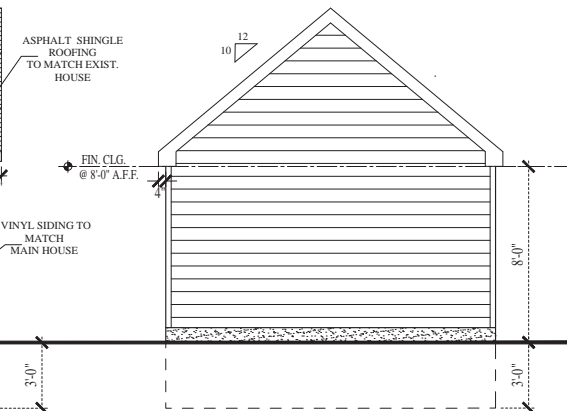 ASPHALT SHINGLE
ROOFING
TO MATCH EXIST.
HOUSE
12
10
FIN. CLG.
@ 8'-0" A.F.F.
4"
VINYL SIDING TO
MATCH
MAIN HOUSE
8'-0"
3'-0"
3'-0"